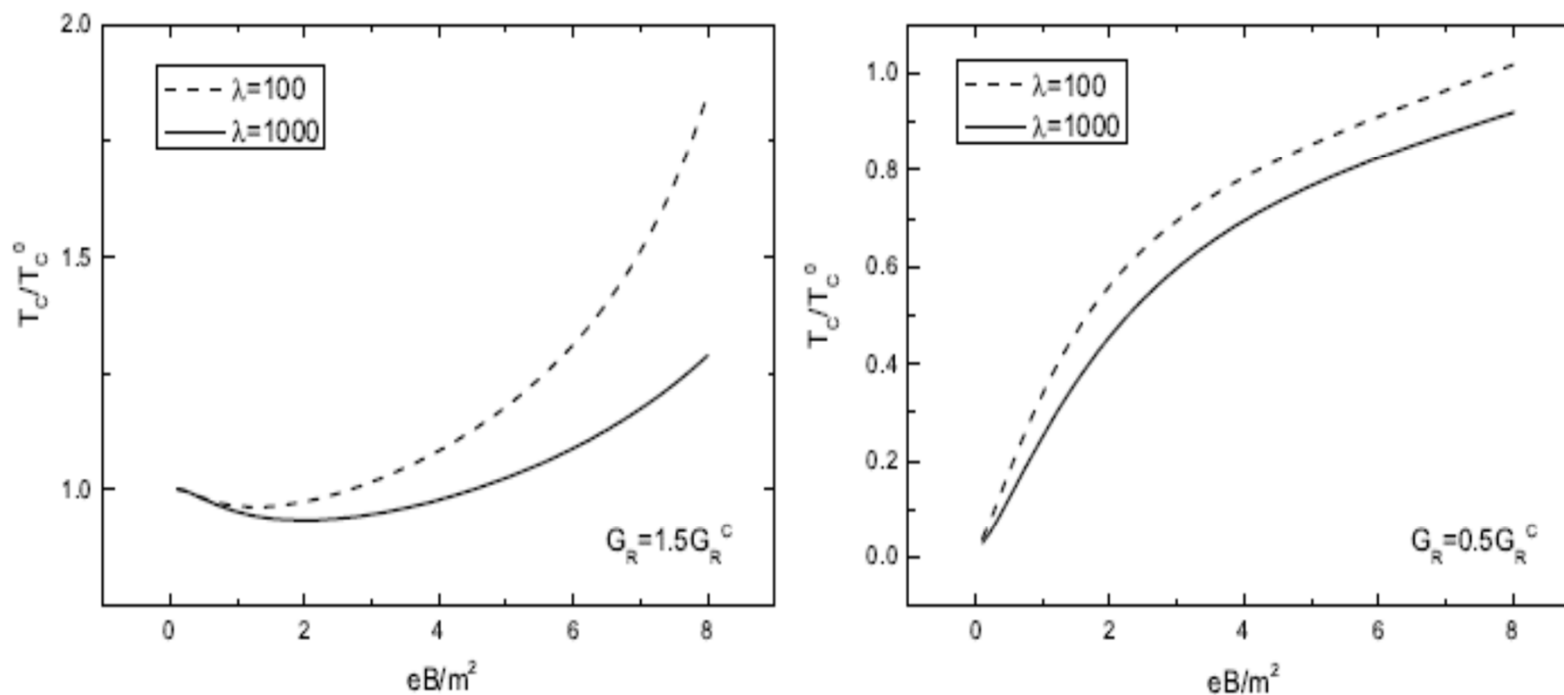 2.0
1.5
1.0
T_C/T_C^o
λ=100
λ=1000
G_R=1.5G_R^C
0 2 4 6 8
eB/m²
1.0
0.8
0.6
0.4
0.2
0.0
T_C/T_C^o
λ=100
λ=1000
G_R=0.5G_R^C
0 2 4 6 8
eB/m²